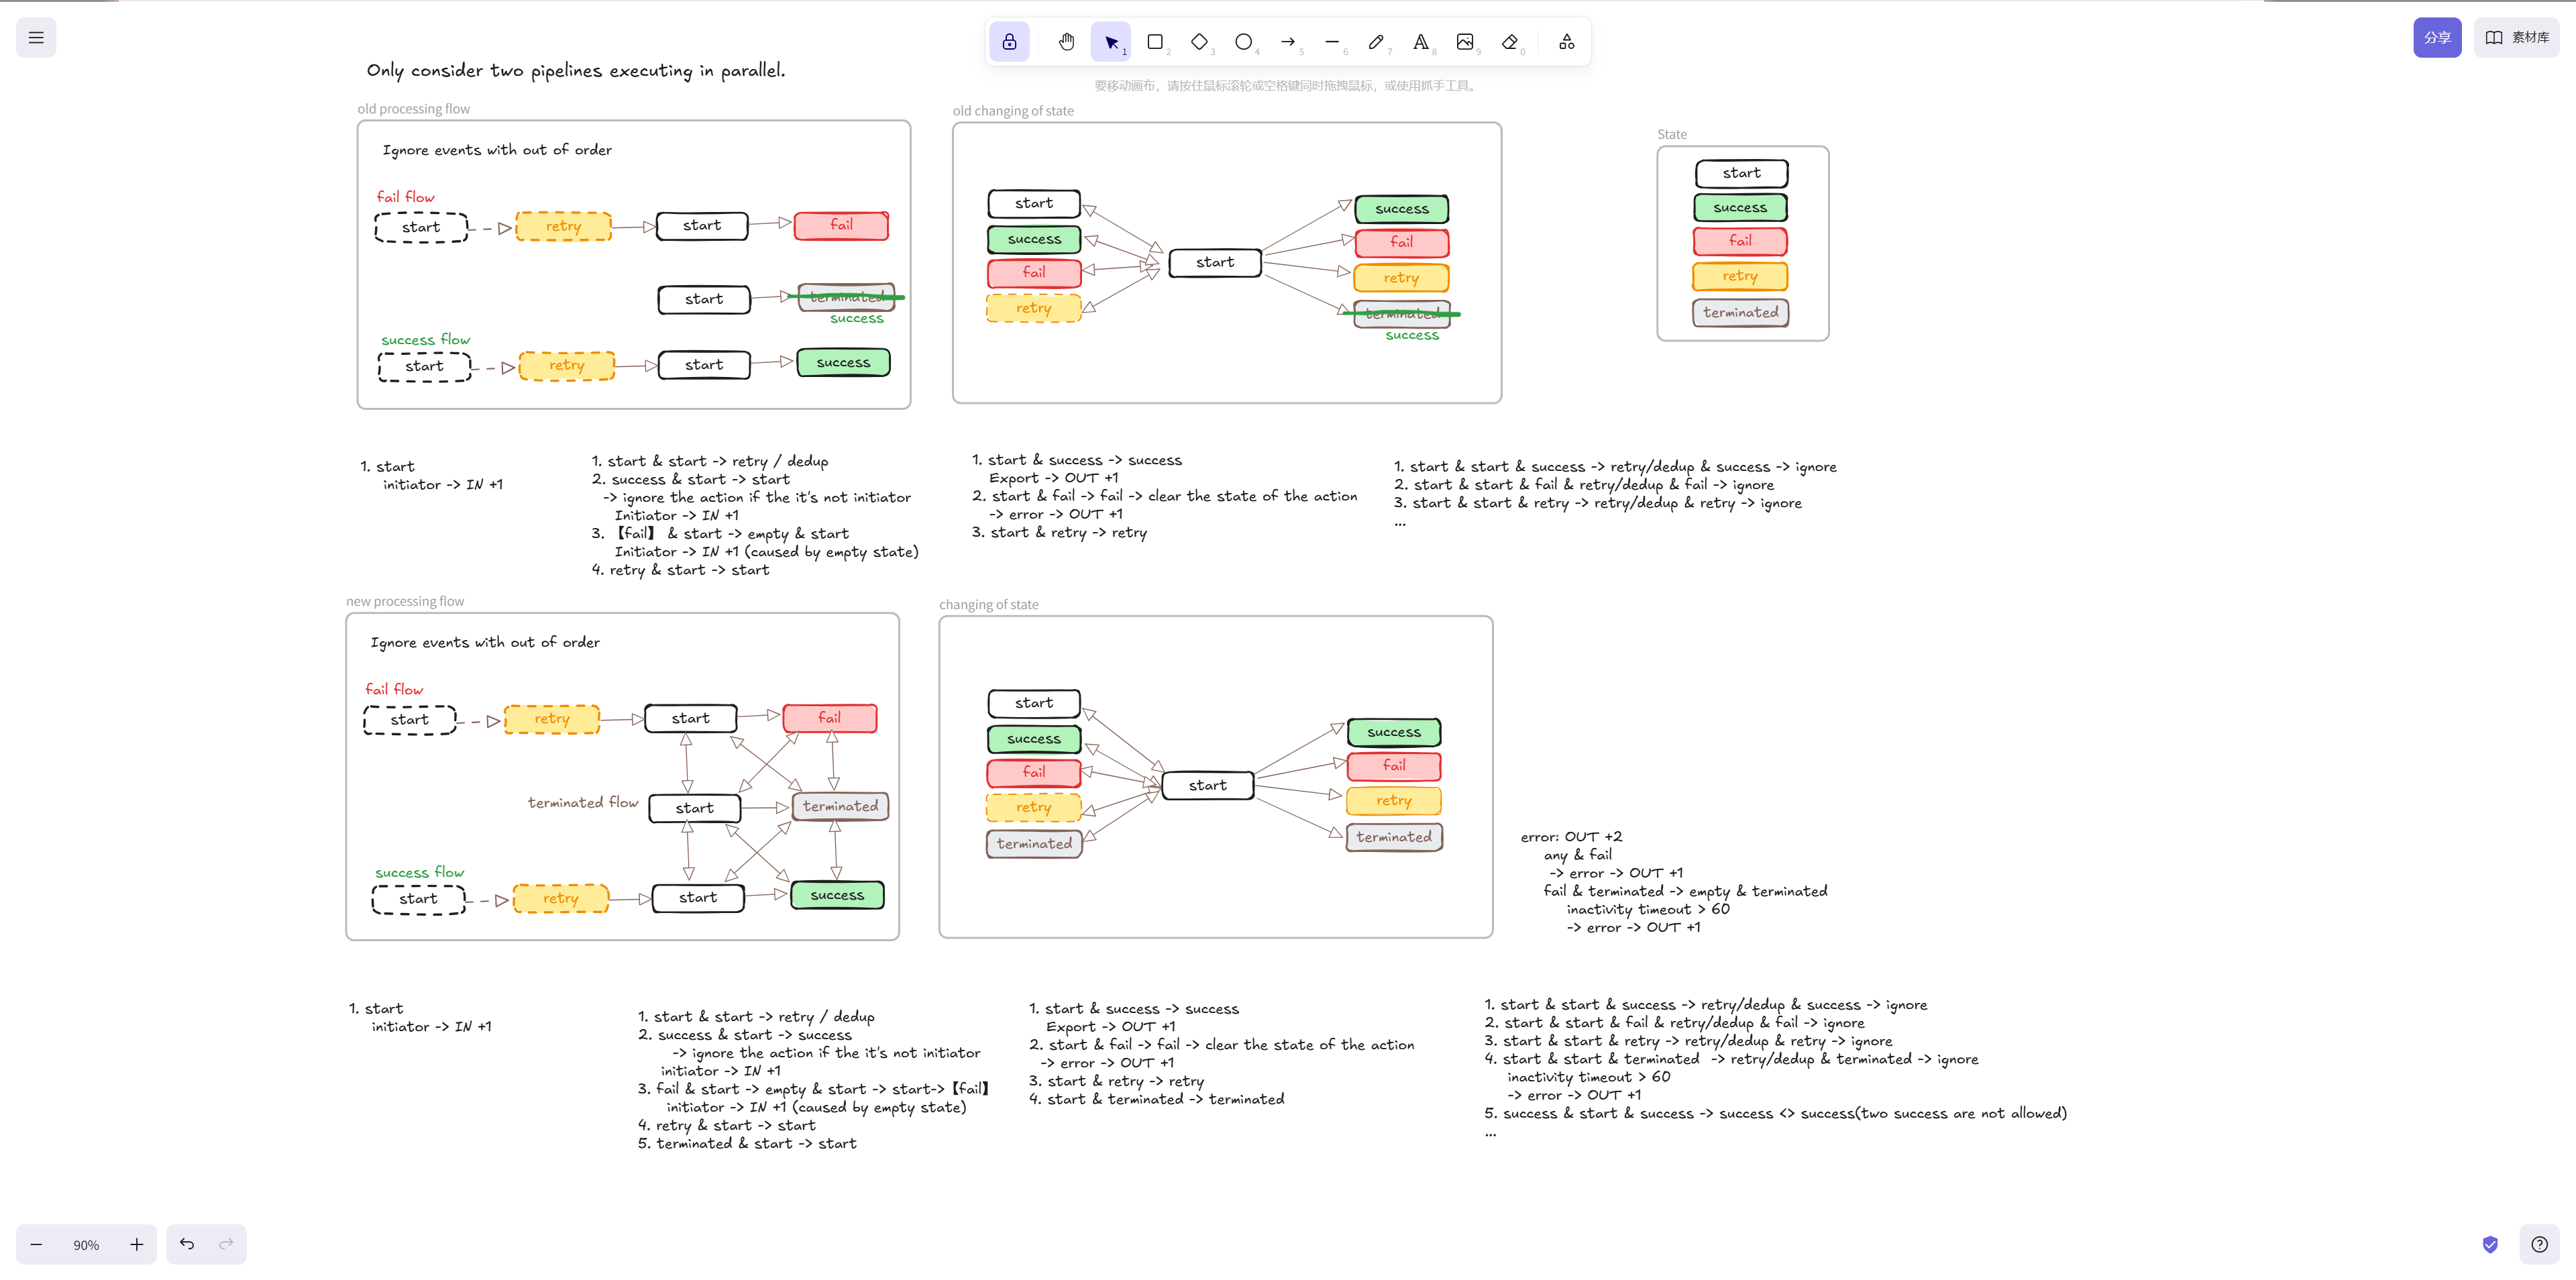 1
2
3
4
5
6
7
8
9
0
分享
素材库
要移动画布，请按住鼠标滚轮或空格键同时拖拽鼠标，或使用抓手工具。
Only consider two pipelines executing in parallel.
old processing flow
Ignore events with out of order
fail flow
start
retry
start
fail
start
terminated
success
success flow
start
retry
start
success
old changing of state
start
success
fail
retry
start
success
fail
retry
terminated
success
State
start
success
fail
retry
terminated
1. start
initiator -> IN +1
1. start & start -> retry / dedup
2. success & start -> start
-> ignore the action if the it's not initiator
Initiator -> IN +1
3. 【fail】 & start -> empty & start
Initiator -> IN +1 (caused by empty state)
4. retry & start -> start
1. start & success -> success
Export -> OUT +1
2. start & fail -> fail -> clear the state of the action
-> error -> OUT +1
3. start & retry -> retry
1. start & start & success -> retry/dedup & success -> ignore
2. start & start & fail & retry/dedup & fail -> ignore
3. start & start & retry -> retry/dedup & retry -> ignore
...
new processing flow
Ignore events with out of order
fail flow
start
retry
start
fail
terminated flow
start
terminated
success flow
start
retry
start
success
changing of state
start
success
fail
retry
terminated
start
success
fail
retry
terminated
error: OUT +2
any & fail
-> error -> OUT +1
fail & terminated -> empty & terminated
inactivity timeout > 60
-> error -> OUT +1
1. start
initiator -> IN +1
1. start & start -> retry / dedup
2. success & start -> success
-> ignore the action if the it's not initiator
initiator -> IN +1
3. fail & start -> empty & start -> start->【fail】
initiator -> IN +1 (caused by empty state)
4. retry & start -> start
5. terminated & start -> start
1. start & success -> success
Export -> OUT +1
2. start & fail -> fail -> clear the state of the action
-> error -> OUT +1
3. start & retry -> retry
4. start & terminated -> terminated
1. start & start & success -> retry/dedup & success -> ignore
2. start & start & fail & retry/dedup & fail -> ignore
3. start & start & retry -> retry/dedup & retry -> ignore
4. start & start & terminated -> retry/dedup & terminated -> ignore
inactivity timeout > 60
-> error -> OUT +1
5. success & start & success -> success <> success(two success are not allowed)
...
90%